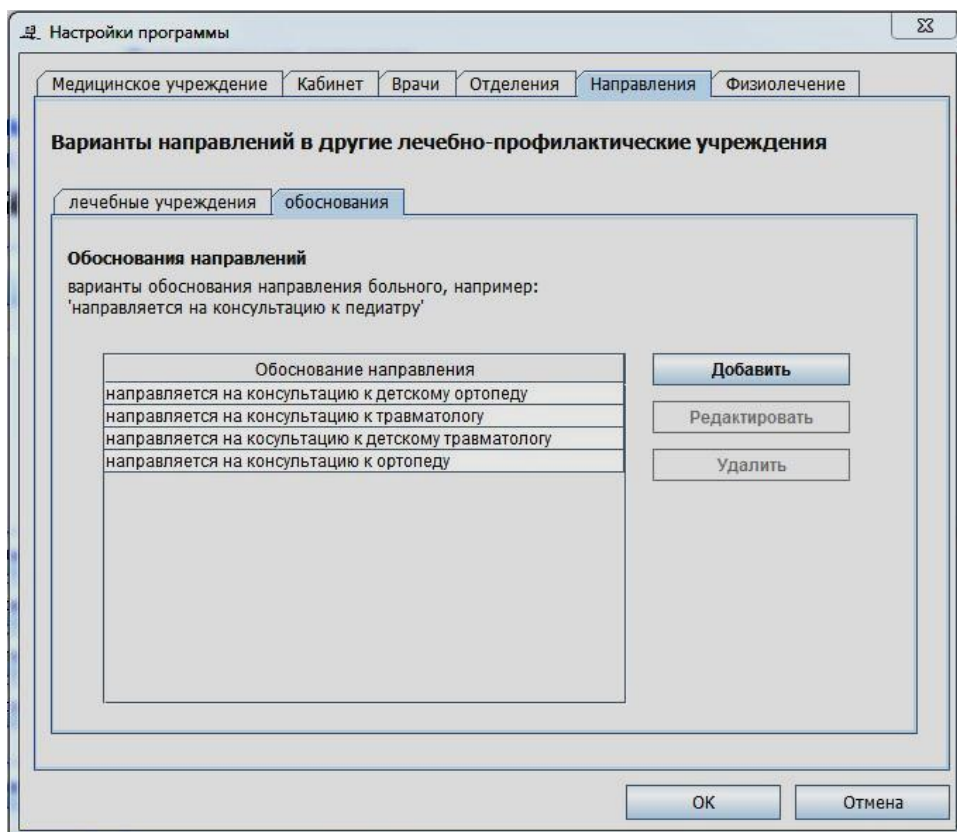 Настройки программы
Медицинское учреждение Кабинет Врачи Отделения Направления Физиолечение
Варианты направлений в другие лечебно-профилактические учреждения
лечебные учреждения обоснования
Обоснования направлений
варианты обоснования направления больного, например:
'направляется на консультацию к педиатру'
Обоснование направления
направляется на консультацию к детскому ортопеду
направляется на консультацию к травматологу
направляется на косультацию к детскому травматологу
направляется на консультацию к ортопеду
Добавить
Редактировать
Удалить
OK Отмена